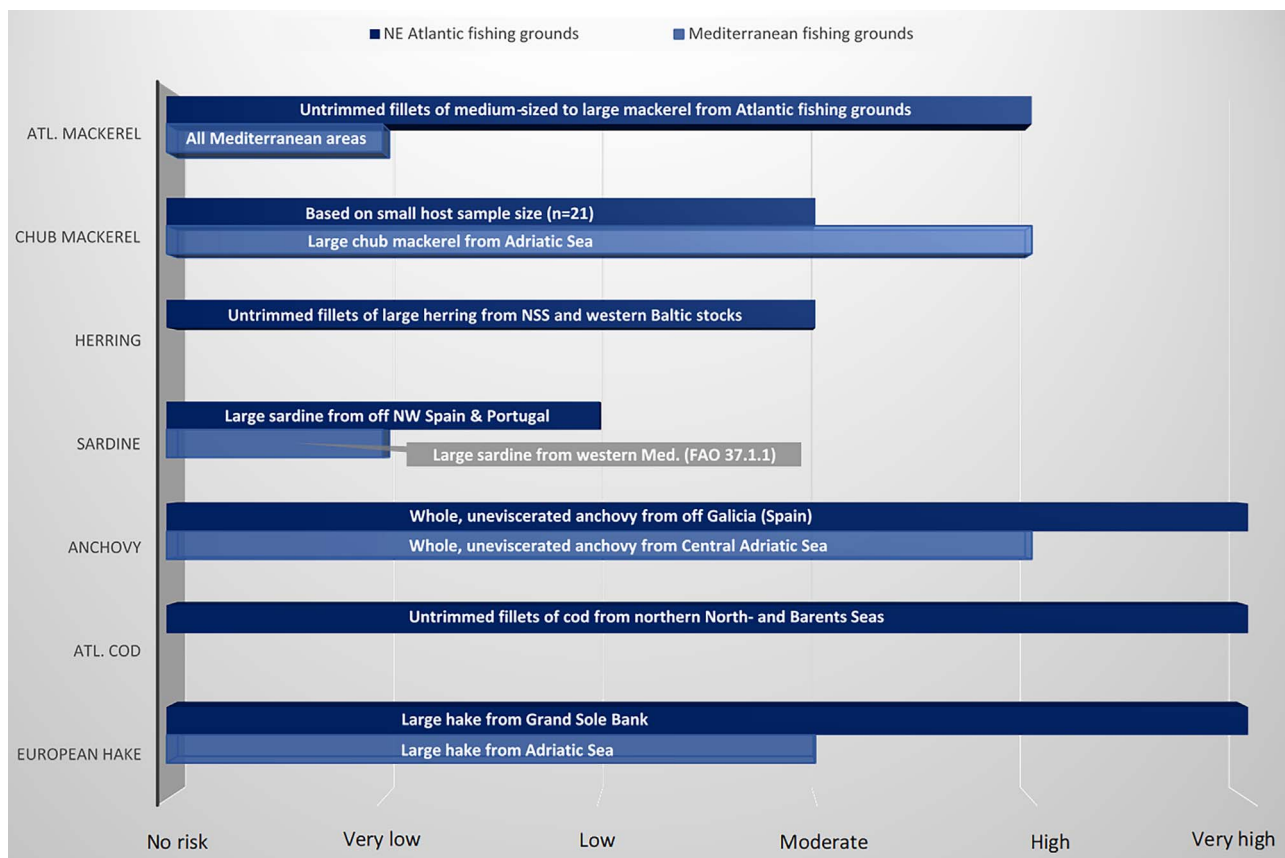 NE Atlantic fishing grounds
Mediterranean fishing grounds
ATL. MACKEREL
Untrimmed fillets of medium-sized to large mackerel from Atlantic fishing grounds
All Mediterranean areas
CHUB MACKEREL
Based on small host sample size (n=21)
Large chub mackerel from Adriatic Sea
HERRING
Untrimmed fillets of large herring from NSS and western Baltic stocks
SARDINE
Large sardine from off NW Spain & Portugal
Large sardine from western Med. (FAO 37.1.1)
ANCHOVY
Whole, uneviscerated anchovy from off Galicia (Spain)
Whole, uneviscerated anchovy from Central Adriatic Sea
ATL. COD
Untrimmed fillets of cod from northern North- and Barents Seas
EUROPEAN HAKE
Large hake from Grand Sole Bank
Large hake from Adriatic Sea
No risk
Very low
Low
Moderate
High
Very high